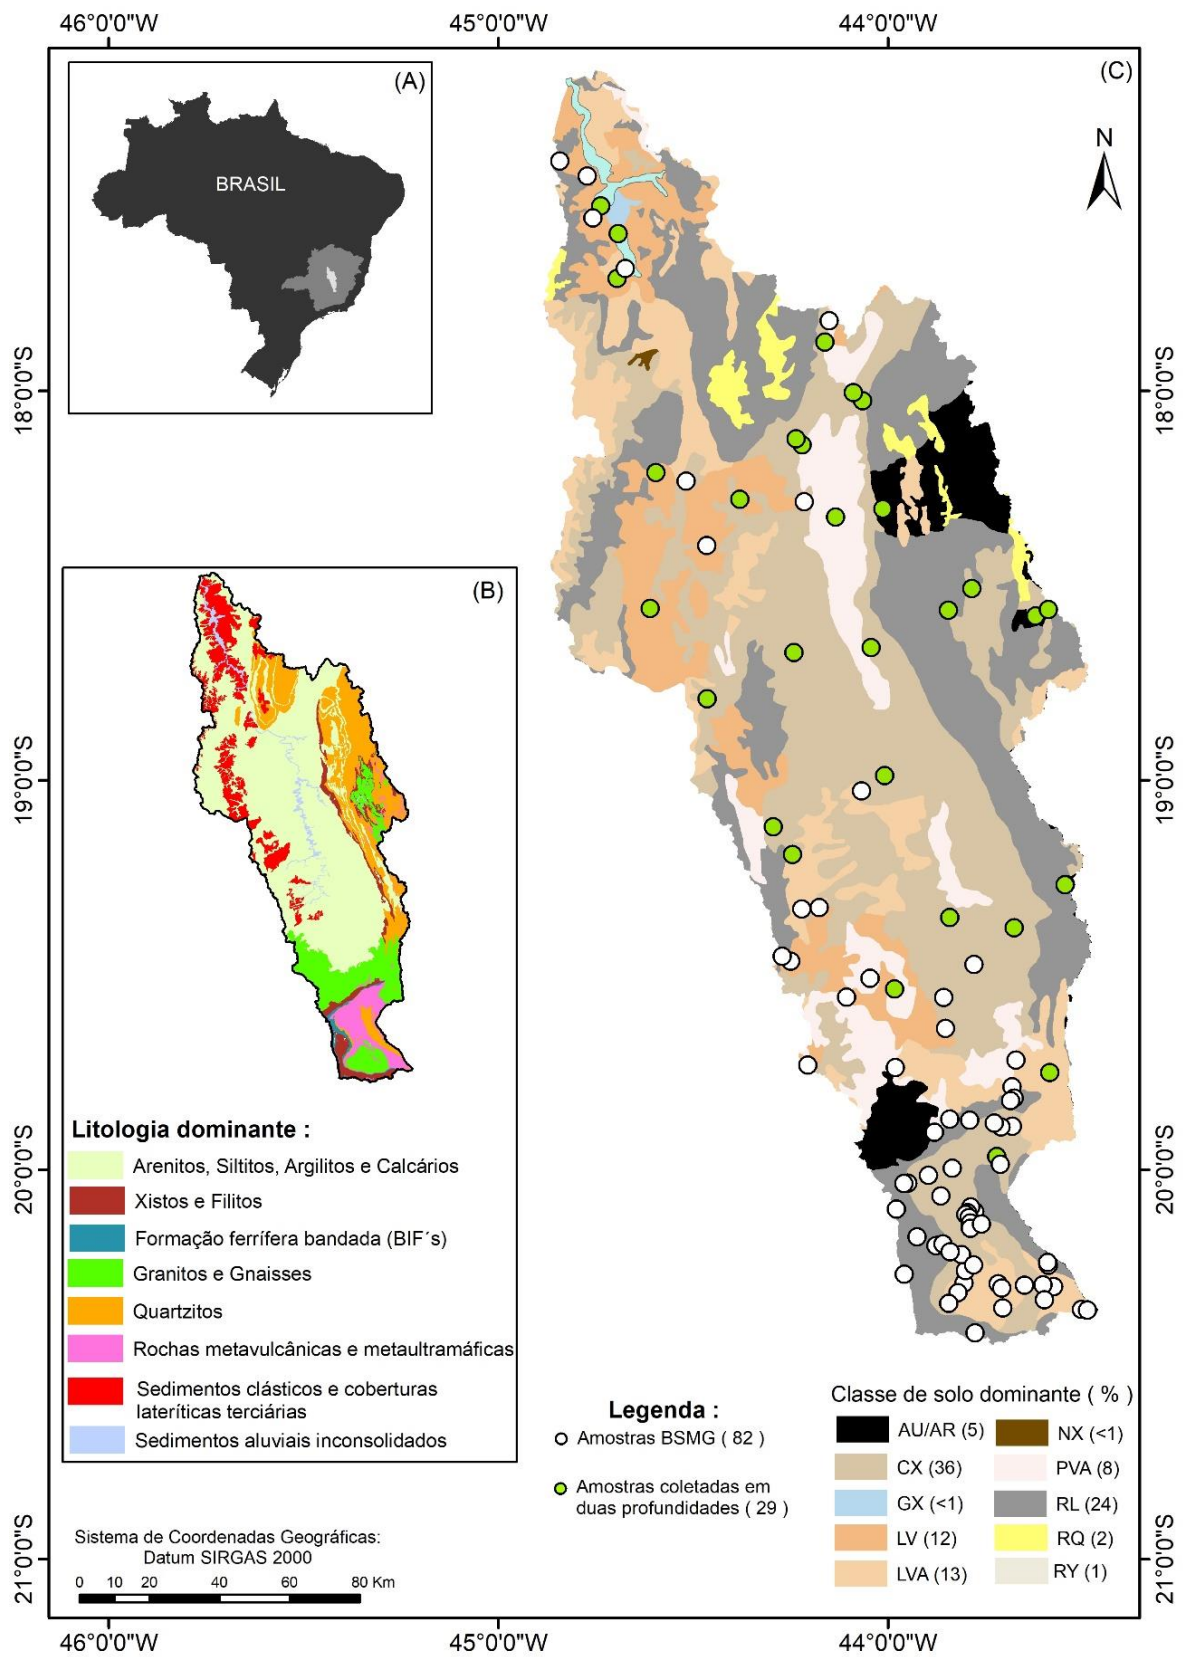 46°0'0"W
45°0'0"W
44°0'0"W
(A)
BRASIL
(C)
N
18°0'0"S
18°0'0"S
(B)
19°0'0"S
19°0'0"S
Litologia dominante :
Arenitos, Siltitos, Argilitos e Calcários
Xistos e Filitos
Formação ferrífera bandada (BIF´s)
Granitos e Gnaisses
Quartzitos
Rochas metavulcânicas e metaultramáficas
Sedimentos clásticos e coberturas
lateríticas terciárias
Sedimentos aluviais inconsolidados
20°0'0"S
20°0'0"S
Legenda :
Amostras BSMG ( 82 )
Amostras coletadas em
duas profundidades ( 29 )
Classe de solo dominante ( % )
AU/AR (5)
CX (36)
GX (<1)
LV (12)
LVA (13)
NX (<1)
PVA (8)
RL (24)
RQ (2)
RY (1)
Sistema de Coordenadas Geográficas:
Datum SIRGAS 2000
0 10 20 40 60 80 Km
21°0'0"S
21°0'0"S
46°0'0"W
45°0'0"W
44°0'0"W